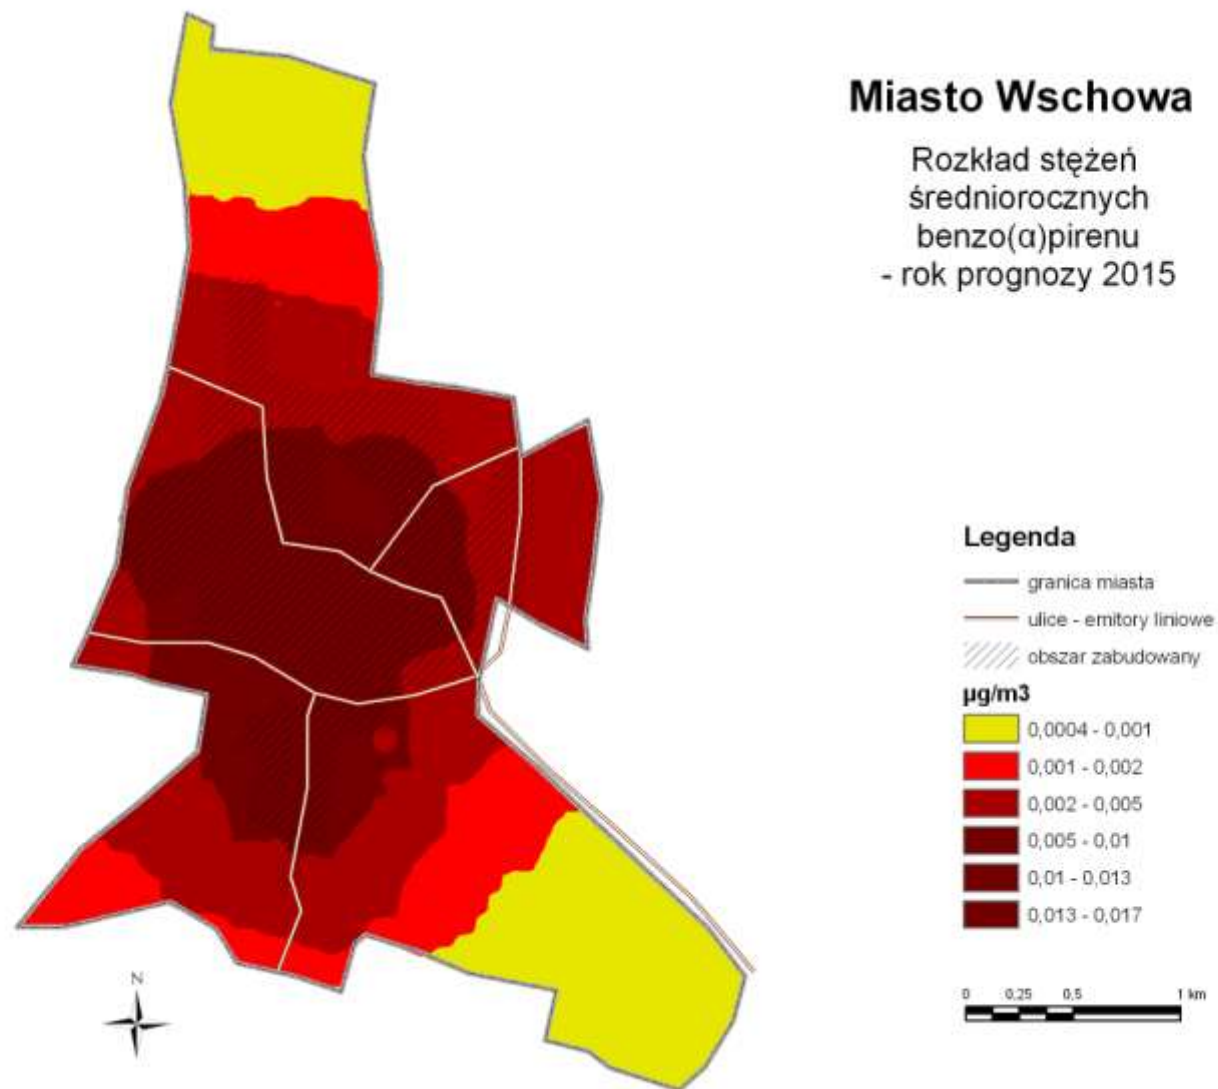 Miasto Wschowa
Rozkład stężeń
średniorocznych
benzo(α)pirenu
- rok prognozy 2015
Legenda
granica miasta
ulice - emitory liniowe
obszar zabudowany
µg/m3
0,0004 - 0,001
0,001 - 0,002
0,002 - 0,005
0,005 - 0,01
0,01 - 0,013
0,013 - 0,017
N
0 0,25 0,5 1 km